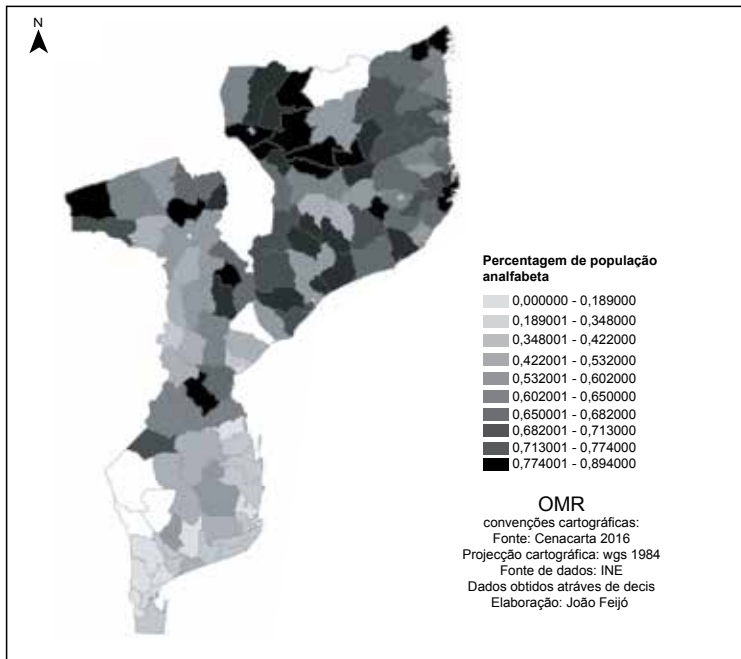 N
Percentagem de população
analfabeta
0,000000 - 0,189000
0,189001 - 0,348000
0,348001 - 0,422000
0,422001 - 0,532000
0,532001 - 0,602000
0,602001 - 0,650000
0,650001 - 0,682000
0,682001 - 0,713000
0,713001 - 0,774000
0,774001 - 0,894000
OMR
convenções cartográficas:
Fonte: Cenacarta 2016
Projecção cartográfica: wgs 1984
Fonte de dados: INE
Dados obtidos atráves de decis
Elaboração: João Feijó